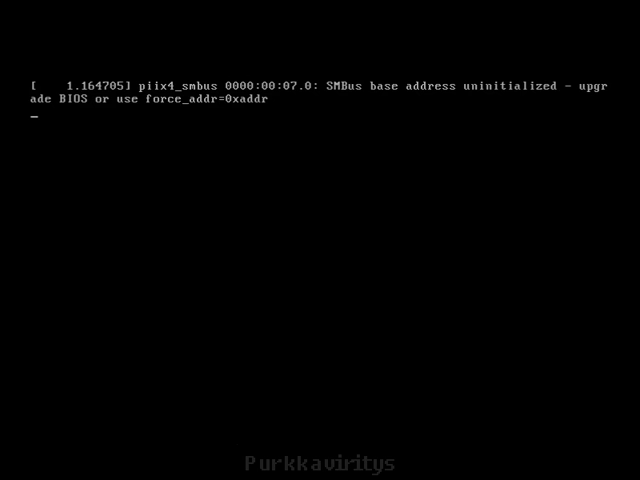 [    1.164705] piix4_smbus 0000:00:07.0: SMBus base address uninitialized - upgr
ade BIOS or use force_addr=0xaddr
_
Purkkaviritys